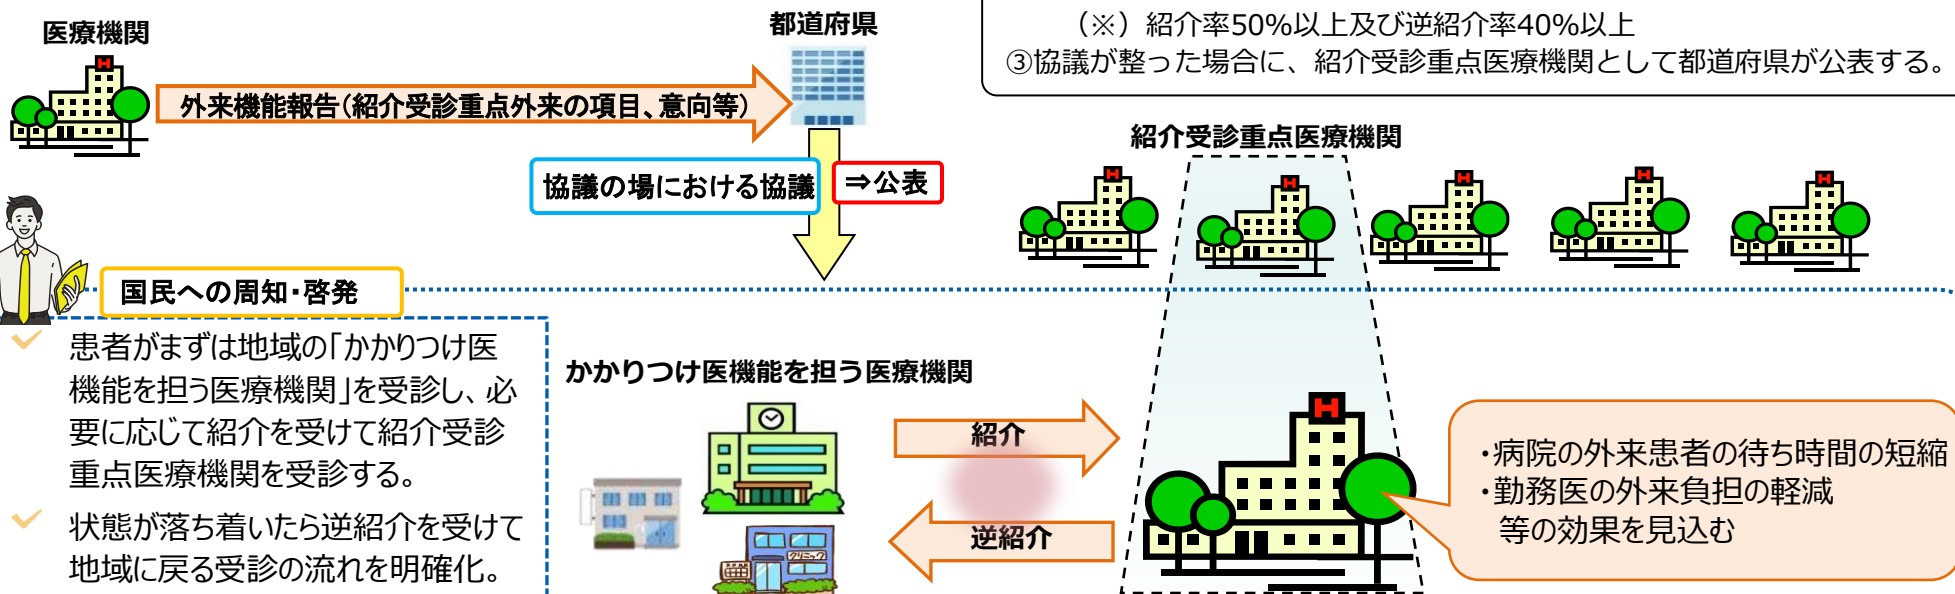 医療機関
都道府県
（※）紹介率50%以上及び逆紹介率40%以上
③協議が整った場合に、紹介受診重点医療機関として都道府県が公表する。
外来機能報告(紹介受診重点外来の項目、意向等)
協議の場における協議
⇒公表
紹介受診重点医療機関
国民への周知・啓発
患者がまずは地域の「かかりつけ医
機能を担う医療機関」を受診し、必
要に応じて紹介を受けて紹介受診
重点医療機関を受診する。
状態が落ち着いたら逆紹介を受けて
地域に戻る受診の流れを明確化。
かかりつけ医機能を担う医療機関
クリニック
紹介
逆紹介
・病院の外来患者の待ち時間の短縮
・勤務医の外来負担の軽減
等の効果を見込む
H
H
H
H
H
H
H